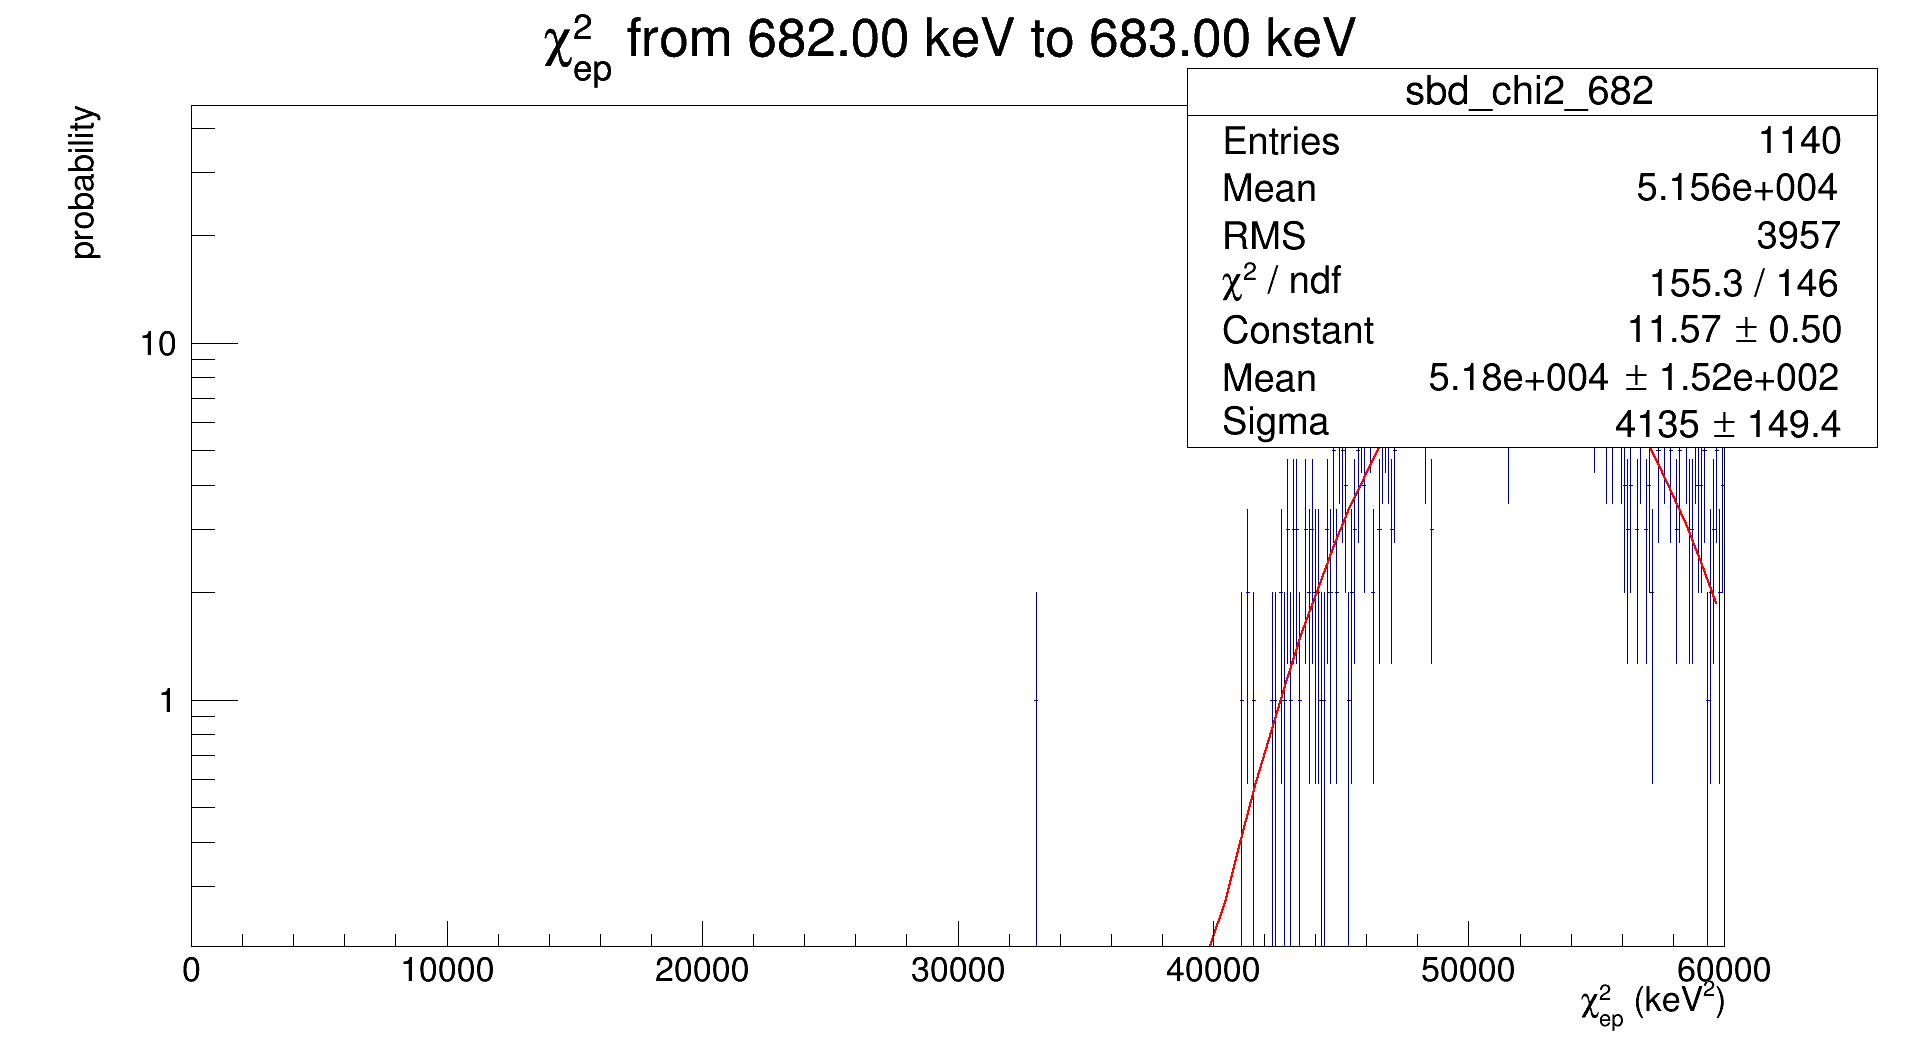 χ²ep from 682.00 keV to 683.00 keV
probability
sbd_chi2_682
Entries 1140
Mean 5.156e+004
RMS 3957
χ² / ndf 155.3 / 146
Constant 11.57 ± 0.50
Mean 5.18e+004 ± 1.52e+002
Sigma 4135 ± 149.4
10
1
0 10000 20000 30000 40000 50000 60000
χ²ep (keV²)